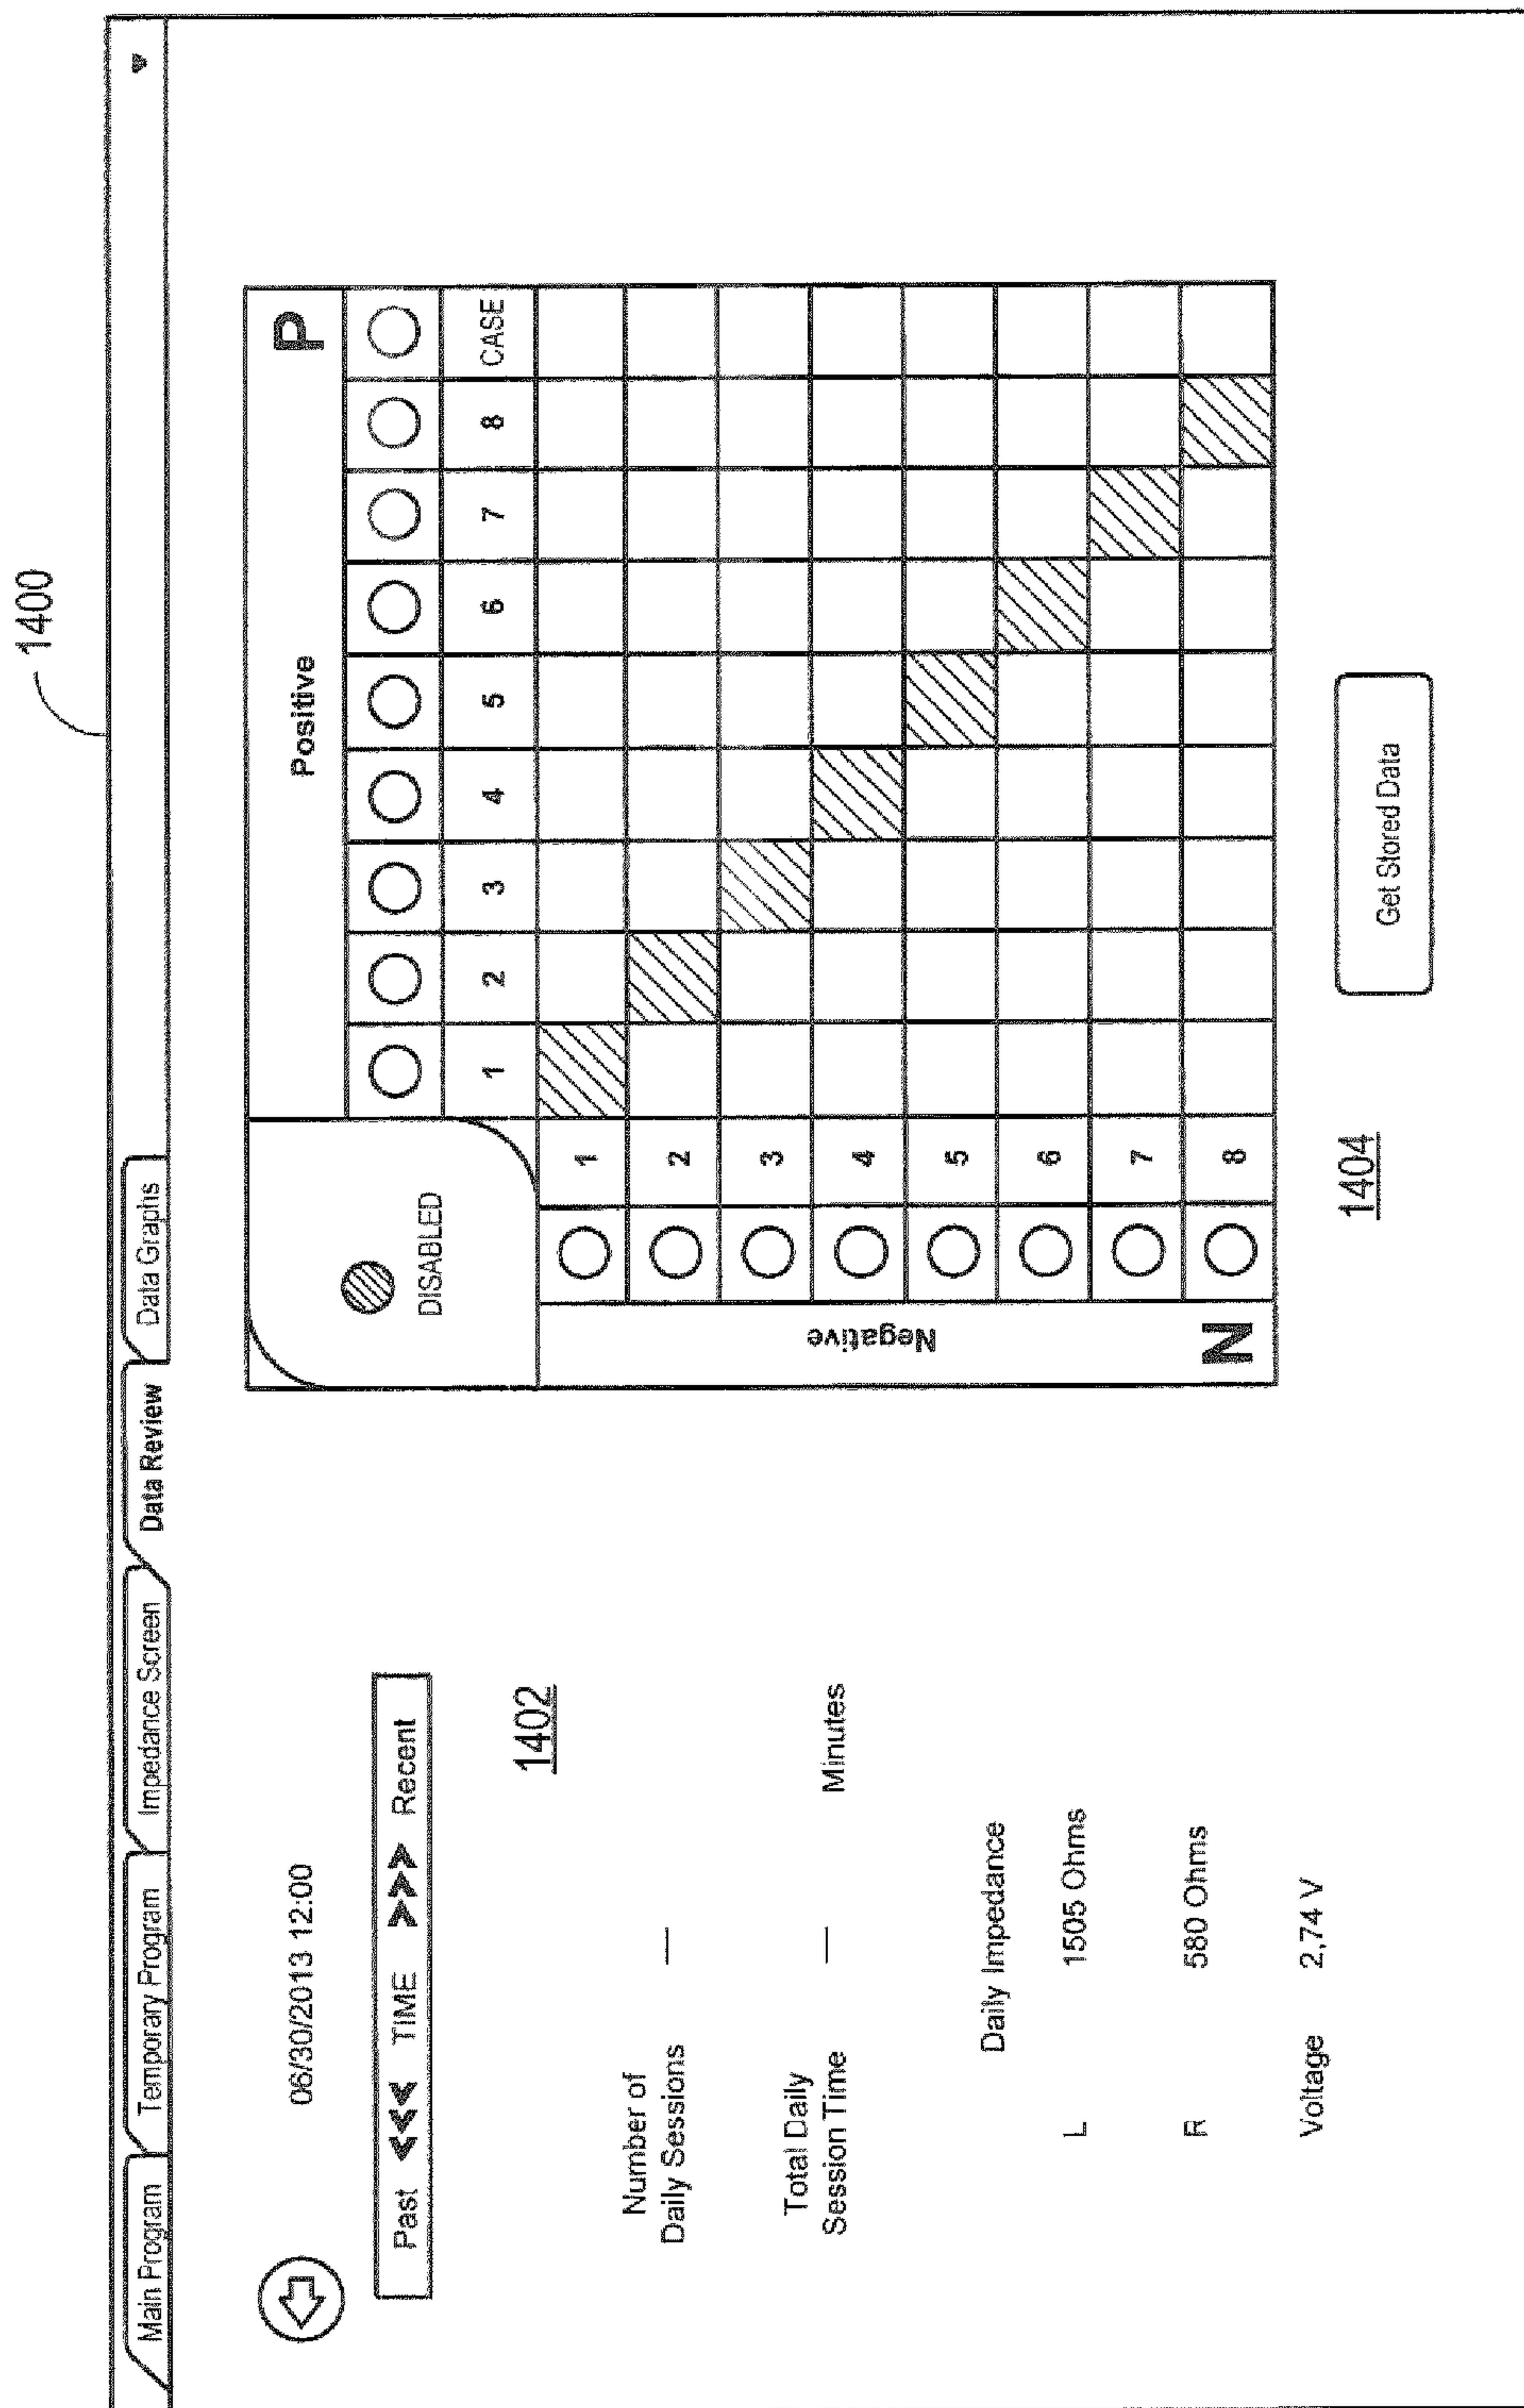 1400
Main Program
Temporary Program
Impedance Screen
Data Review
Data Graphs
06/30/2013 12:00
Past <<< TIME >>> Recent
1402
Number of
Daily Sessions —
Total Daily
Session Time — Minutes
Daily Impedance
L 1505 Ohms
R 580 Ohms
Voltage 2,74 V
DISABLED
Positive P
1 2 3 4 5 6 7 8 CASE
Negative
N
1
2
3
4
5
6
7
8
1404
Get Stored Data